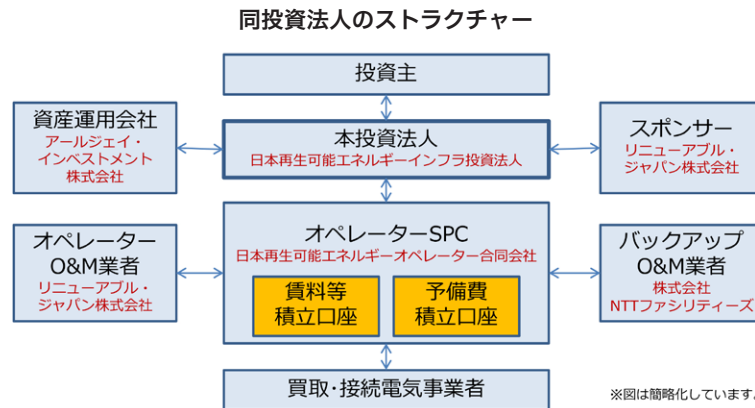 同投資法人のストラクチャー
投資主
資産運用会社
アールジェイ・
インベストメント
株式会社
本投資法人
日本再生可能エネルギーインフラ投資法人
スポンサー
リニューアブル・
ジャパン株式会社
オペレーター
O&M業者
リニューアブル・
ジャパン株式会社
オペレーターSPC
日本再生可能エネルギーオペレーター合同会社
賃料等
積立口座
予備費
積立口座
バックアップ
O&M業者
株式会社
NTTファシリティーズ
買取・接続電気事業者
※図は簡略化しています。